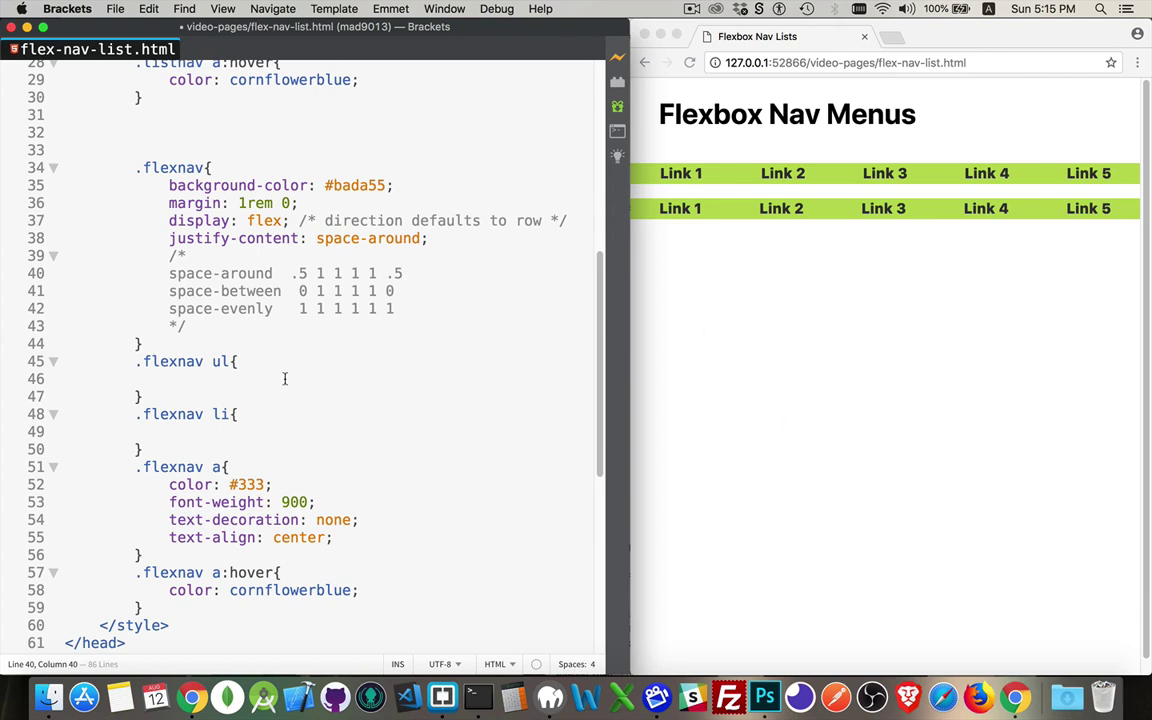 Brackets File Edit Find View Navigate Template Emmet Window Debug Help 100% A Sun 5:15 PM
• video-pages/flex-nav-list.html (mad9013) — Brackets
flex-nav-list.html
Flexbox Nav Lists
127.0.0.1:52866/video-pages/flex-nav-list.html
28 .listnav a:hover{
29 color: cornflowerblue;
30 }
31
32
33
34 .flexnav{
35 background-color: #bada55;
36 margin: 1rem 0;
37 display: flex; /* direction defaults to row */
38 justify-content: space-around;
39 /*
40 space-around .5 1 1 1 1 .5
41 space-between 0 1 1 1 1 0
42 space-evenly 1 1 1 1 1 1
43 */
44 }
45 .flexnav ul{
46
47 }
48 .flexnav li{
49
50 }
51 .flexnav a{
52 color: #333;
53 font-weight: 900;
54 text-decoration: none;
55 text-align: center;
56 }
57 .flexnav a:hover{
58 color: cornflowerblue;
59 }
60 </style>
61 </head>
Line 40, Column 40 — 86 Lines
INS UTF-8 HTML Spaces: 4
Flexbox Nav Menus
Link 1 Link 2 Link 3 Link 4 Link 5
Link 1 Link 2 Link 3 Link 4 Link 5
AUG
12